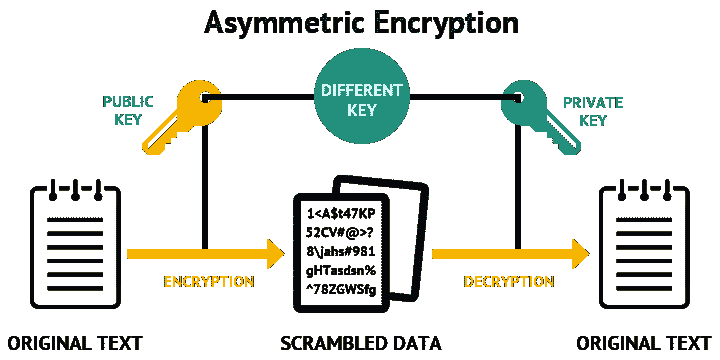 Asymmetric Encryption
PUBLIC
KEY
DIFFERENT
KEY
PRIVATE
KEY
1<A$t47KP
52CV#@>?
8\jahs#981
gHTasdsn%
^78ZGWSfg
ENCRYPTION
DECRYPTION
ORIGINAL TEXT
SCRAMBLED DATA
ORIGINAL TEXT